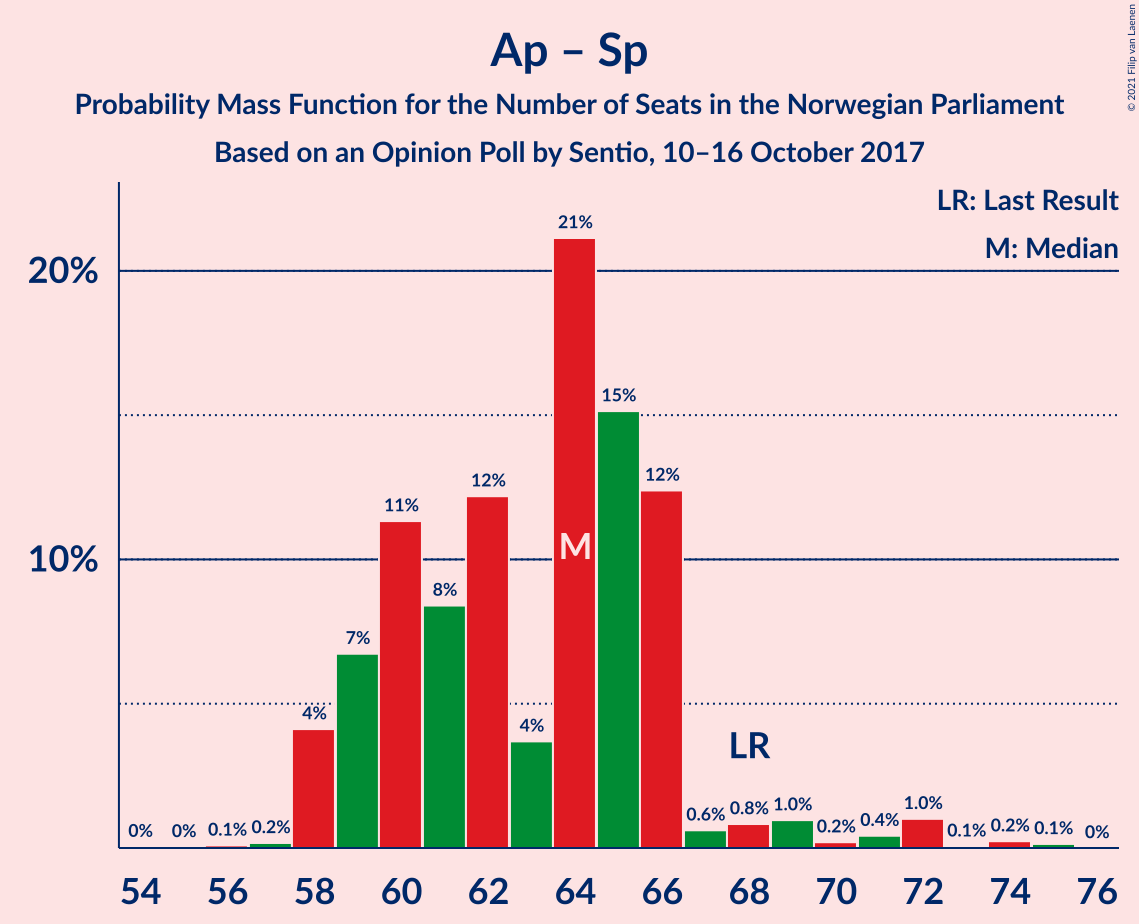 Ap – Sp
Probability Mass Function for the Number of Seats in the Norwegian Parliament
Based on an Opinion Poll by Sentio, 10–16 October 2017
© 2021 Filip van Laenen
LR: Last Result
M: Median
20%
10%
0%
0%
0.1%
0.2%
4%
7%
11%
8%
12%
4%
21%
15%
12%
0.6%
0.8%
1.0%
0.2%
0.4%
1.0%
0.1%
0.2%
0.1%
0%
M
LR
54 56 58 60 62 64 66 68 70 72 74 76